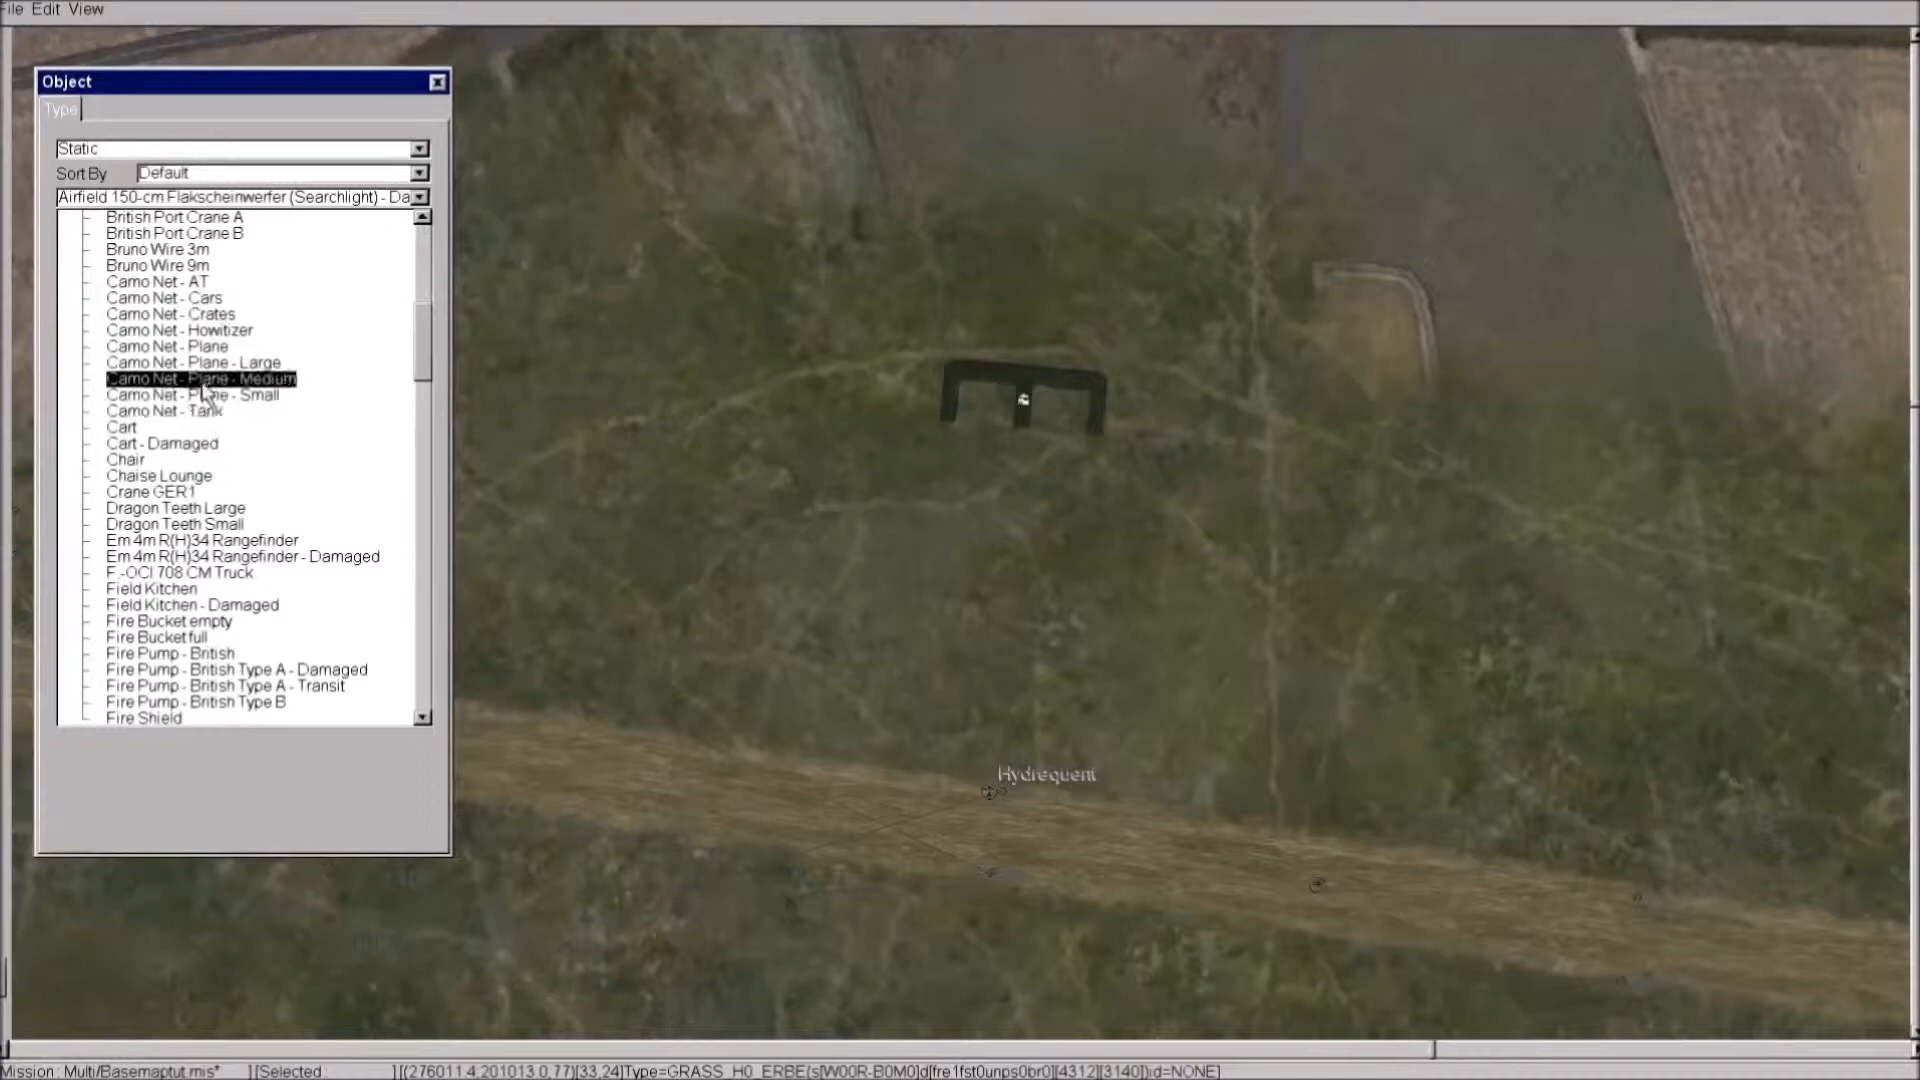 File Edit View
Object
Type
Static
Sort By Default
Airfield 150-cm Flakscheinwerfer (Searchlight) - Da
British Port Crane A
British Port Crane B
Bruno Wire 3m
Bruno Wire 9m
Camo Net - AT
Camo Net - Cars
Camo Net - Crates
Camo Net - Howitizer
Camo Net - Plane
Camo Net - Plane - Large
Camo Net - Plane - Medium
Camo Net - Plane - Small
Camo Net - Tank
Cart
Cart - Damaged
Chair
Chaise Lounge
Crane GER1
Dragon Teeth Large
Dragon Teeth Small
Em 4m R(H)34 Rangefinder
Em 4m R(H)34 Rangefinder - Damaged
F.-OCI 708 CM Truck
Field Kitchen
Field Kitchen - Damaged
Fire Bucket empty
Fire Bucket full
Fire Pump - British
Fire Pump - British Type A - Damaged
Fire Pump - British Type A - Transit
Fire Pump - British Type B
Fire Shield
Hydrequent
Mission : Multi/Basemaptut.mis* ][Selected: ][(276011.4,201013.0,77)[33,24]Type=GRASS_H0_ERBE(s[W00R-B0M0]d[fre1fst0unps0br0][4312][3140])id=NONE]